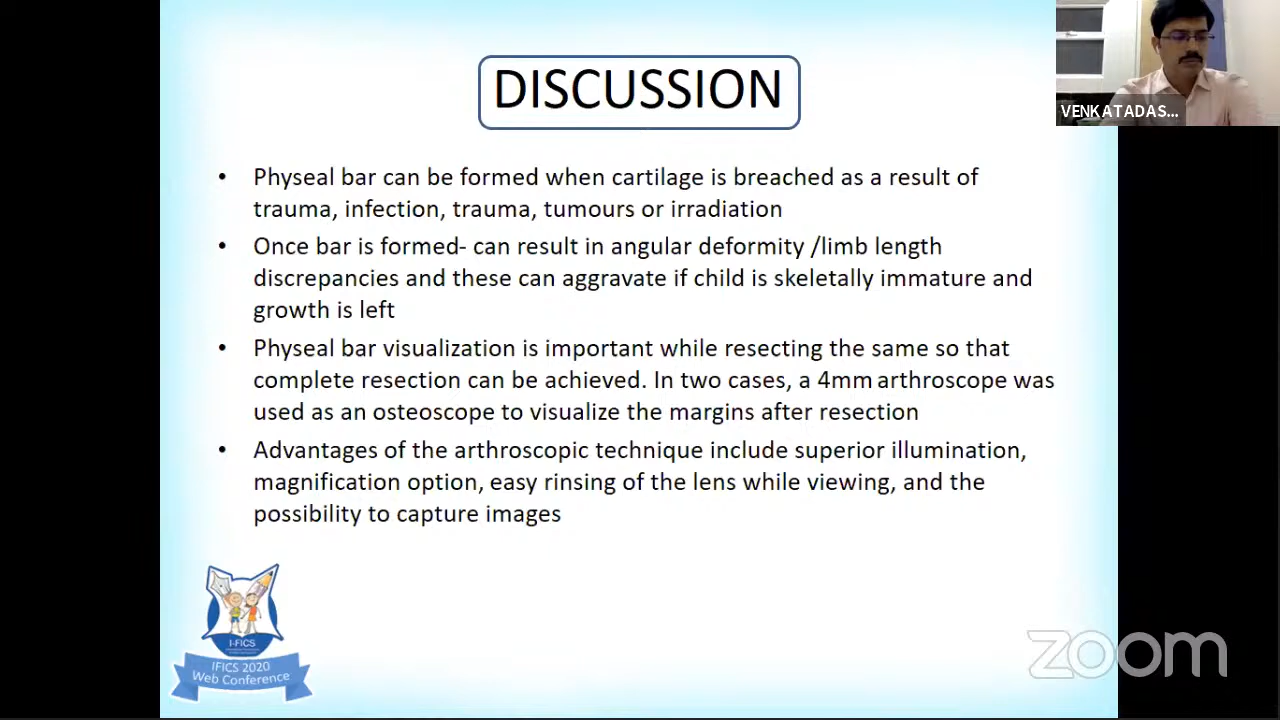 DISCUSSION
VENKATADAS...
• Physeal bar can be formed when cartilage is breached as a result of
trauma, infection, trauma, tumours or irradiation
• Once bar is formed- can result in angular deformity /limb length
discrepancies and these can aggravate if child is skeletally immature and
growth is left
• Physeal bar visualization is important while resecting the same so that
complete resection can be achieved. In two cases, a 4mm arthroscope was
used as an osteoscope to visualize the margins after resection
• Advantages of the arthroscopic technique include superior illumination,
magnification option, easy rinsing of the lens while viewing, and the
possibility to capture images
I-FICS
IFICS 2020
Web Conference
zoom